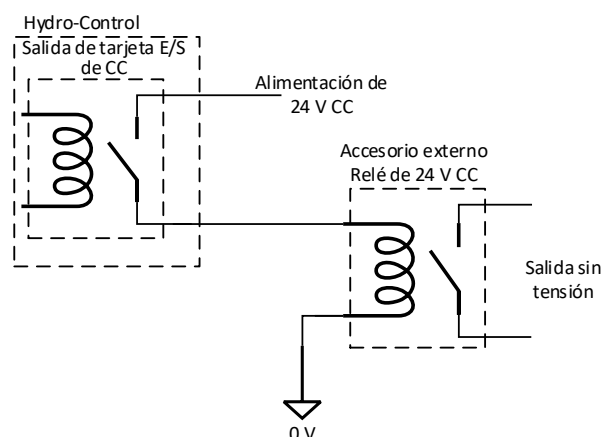 Hydro-Control
Salida de tarjeta E/S
de CC
Alimentación de
24 V CC
Accesorio externo
Relé de 24 V CC
Salida sin
tensión
0 V